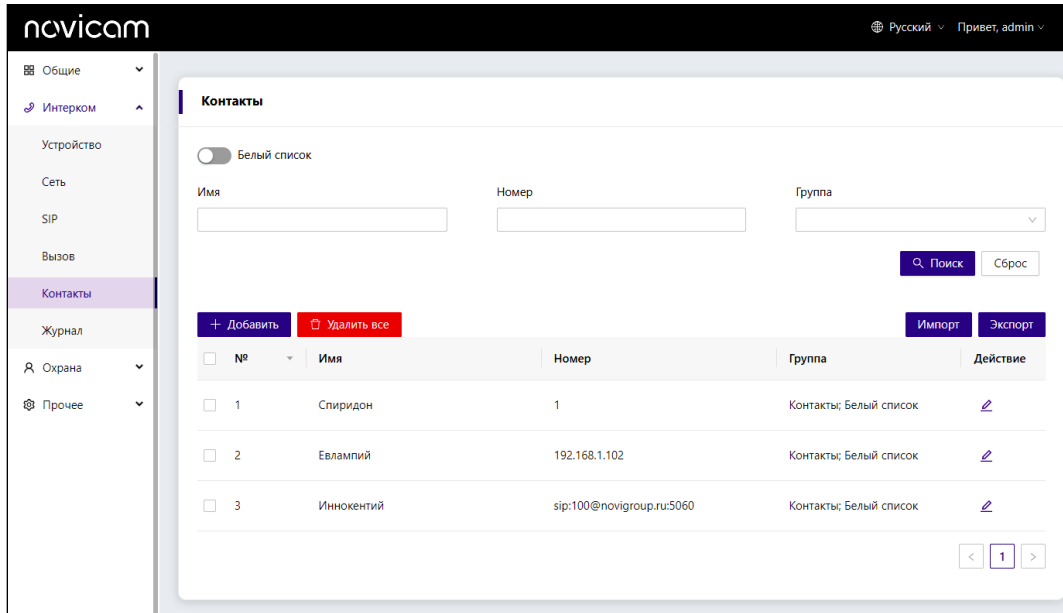 novicam
Русский Привет, admin
Общие
Интерком
Устройство
Сеть
SIP
Вызов
Контакты
Журнал
Охрана
Прочее
Контакты
Белый список
Имя Номер Группа
Поиск Сброс
Добавить Удалить все Импорт Экспорт
№ Имя Номер Группа Действие
1 Спиридон 1 Контакты; Белый список
2 Евлампий 192.168.1.102 Контакты; Белый список
3 Иннокентий sip:100@novigroup.ru:5060 Контакты; Белый список
< 1 >